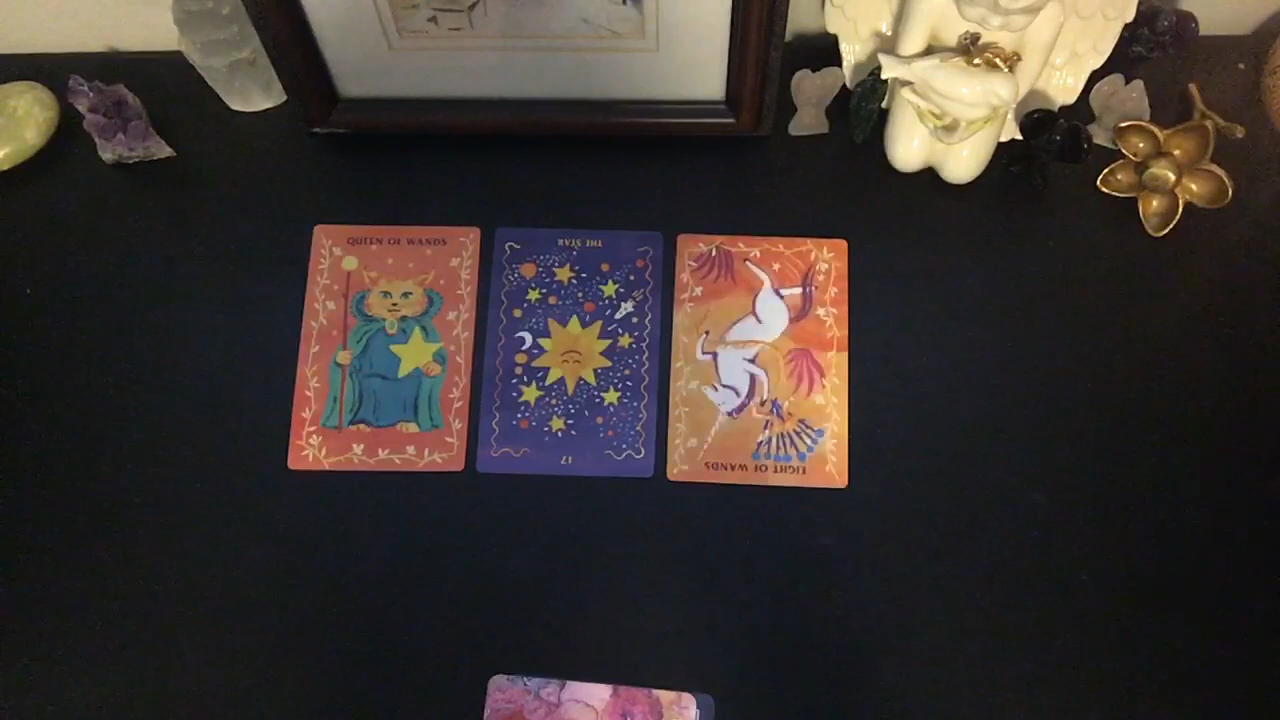 QUEEN OF WANDS
THE STAR
17
EIGHT OF WANDS